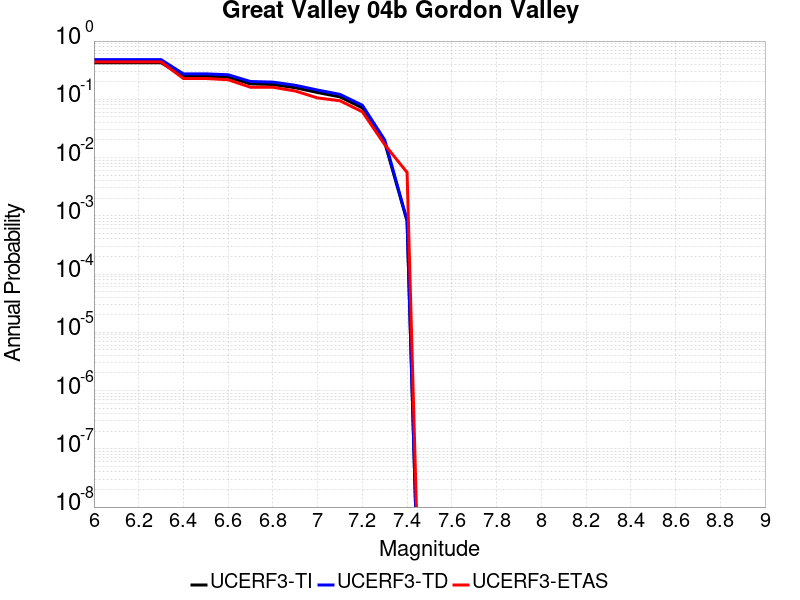 Great Valley 04b Gordon Valley
10^0
10^-1
10^-2
10^-3
10^-4
10^-5
10^-6
10^-7
10^-8
Annual Probability
6 6.2 6.4 6.6 6.8 7 7.2 7.4 7.6 7.8 8 8.2 8.4 8.6 8.8 9
Magnitude
UCERF3-TI UCERF3-TD UCERF3-ETAS